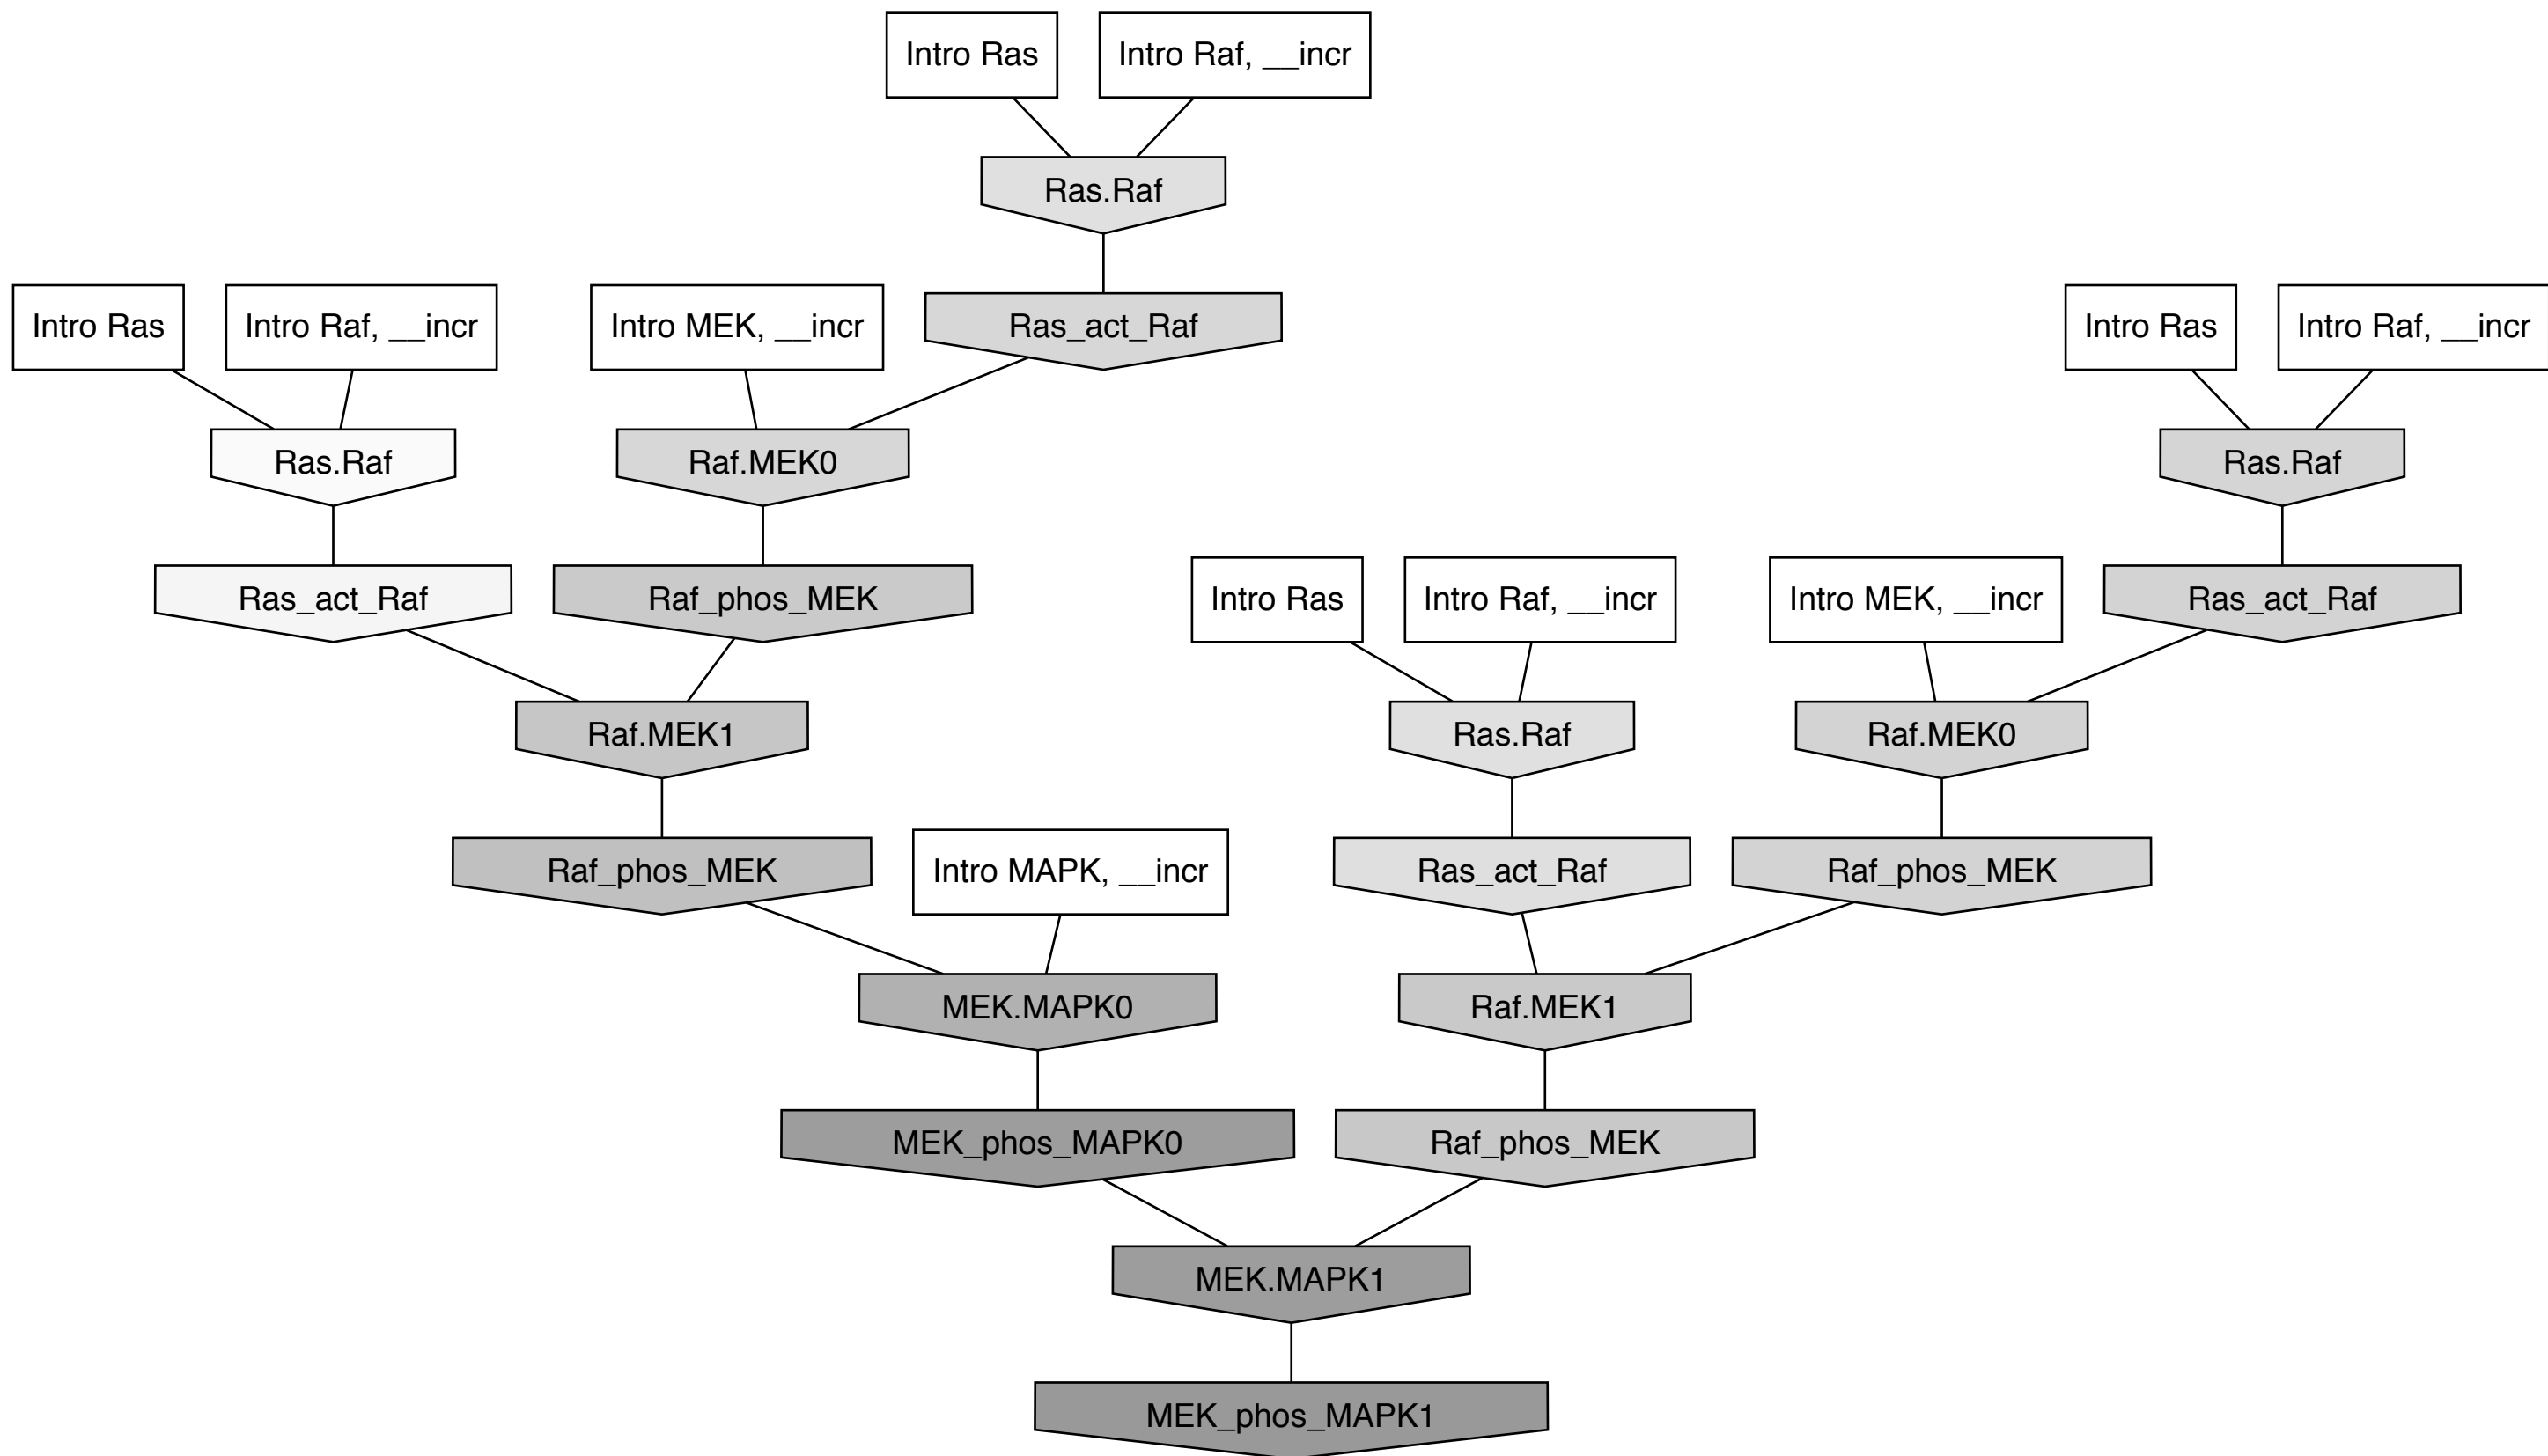 Intro Ras
Intro Raf, __incr
Ras.Raf
Intro Ras
Intro Raf, __incr
Intro MEK, __incr
Ras_act_Raf
Intro Ras
Intro Raf, __incr
Ras.Raf
Raf.MEK0
Ras.Raf
Ras_act_Raf
Raf_phos_MEK
Intro Ras
Intro Raf, __incr
Intro MEK, __incr
Ras_act_Raf
Raf.MEK1
Ras.Raf
Raf.MEK0
Raf_phos_MEK
Intro MAPK, __incr
Ras_act_Raf
Raf_phos_MEK
MEK.MAPK0
Raf.MEK1
MEK_phos_MAPK0
Raf_phos_MEK
MEK.MAPK1
MEK_phos_MAPK1